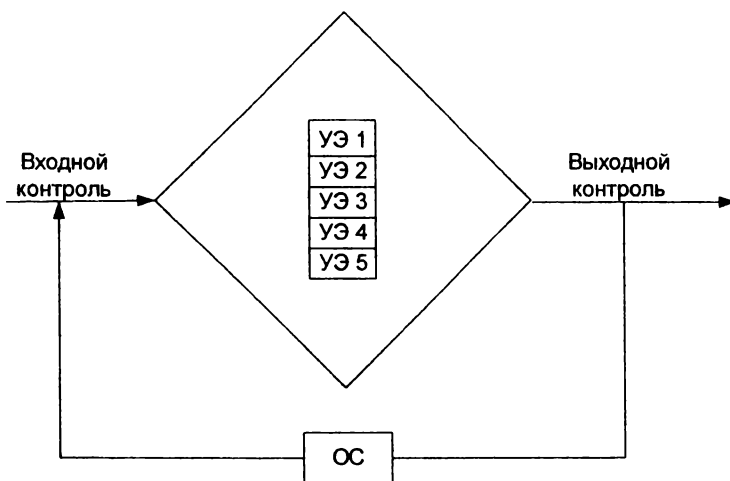 УЭ 1
УЭ 2
УЭ 3
УЭ 4
УЭ 5
Входной
контроль
Выходной
контроль
ОС